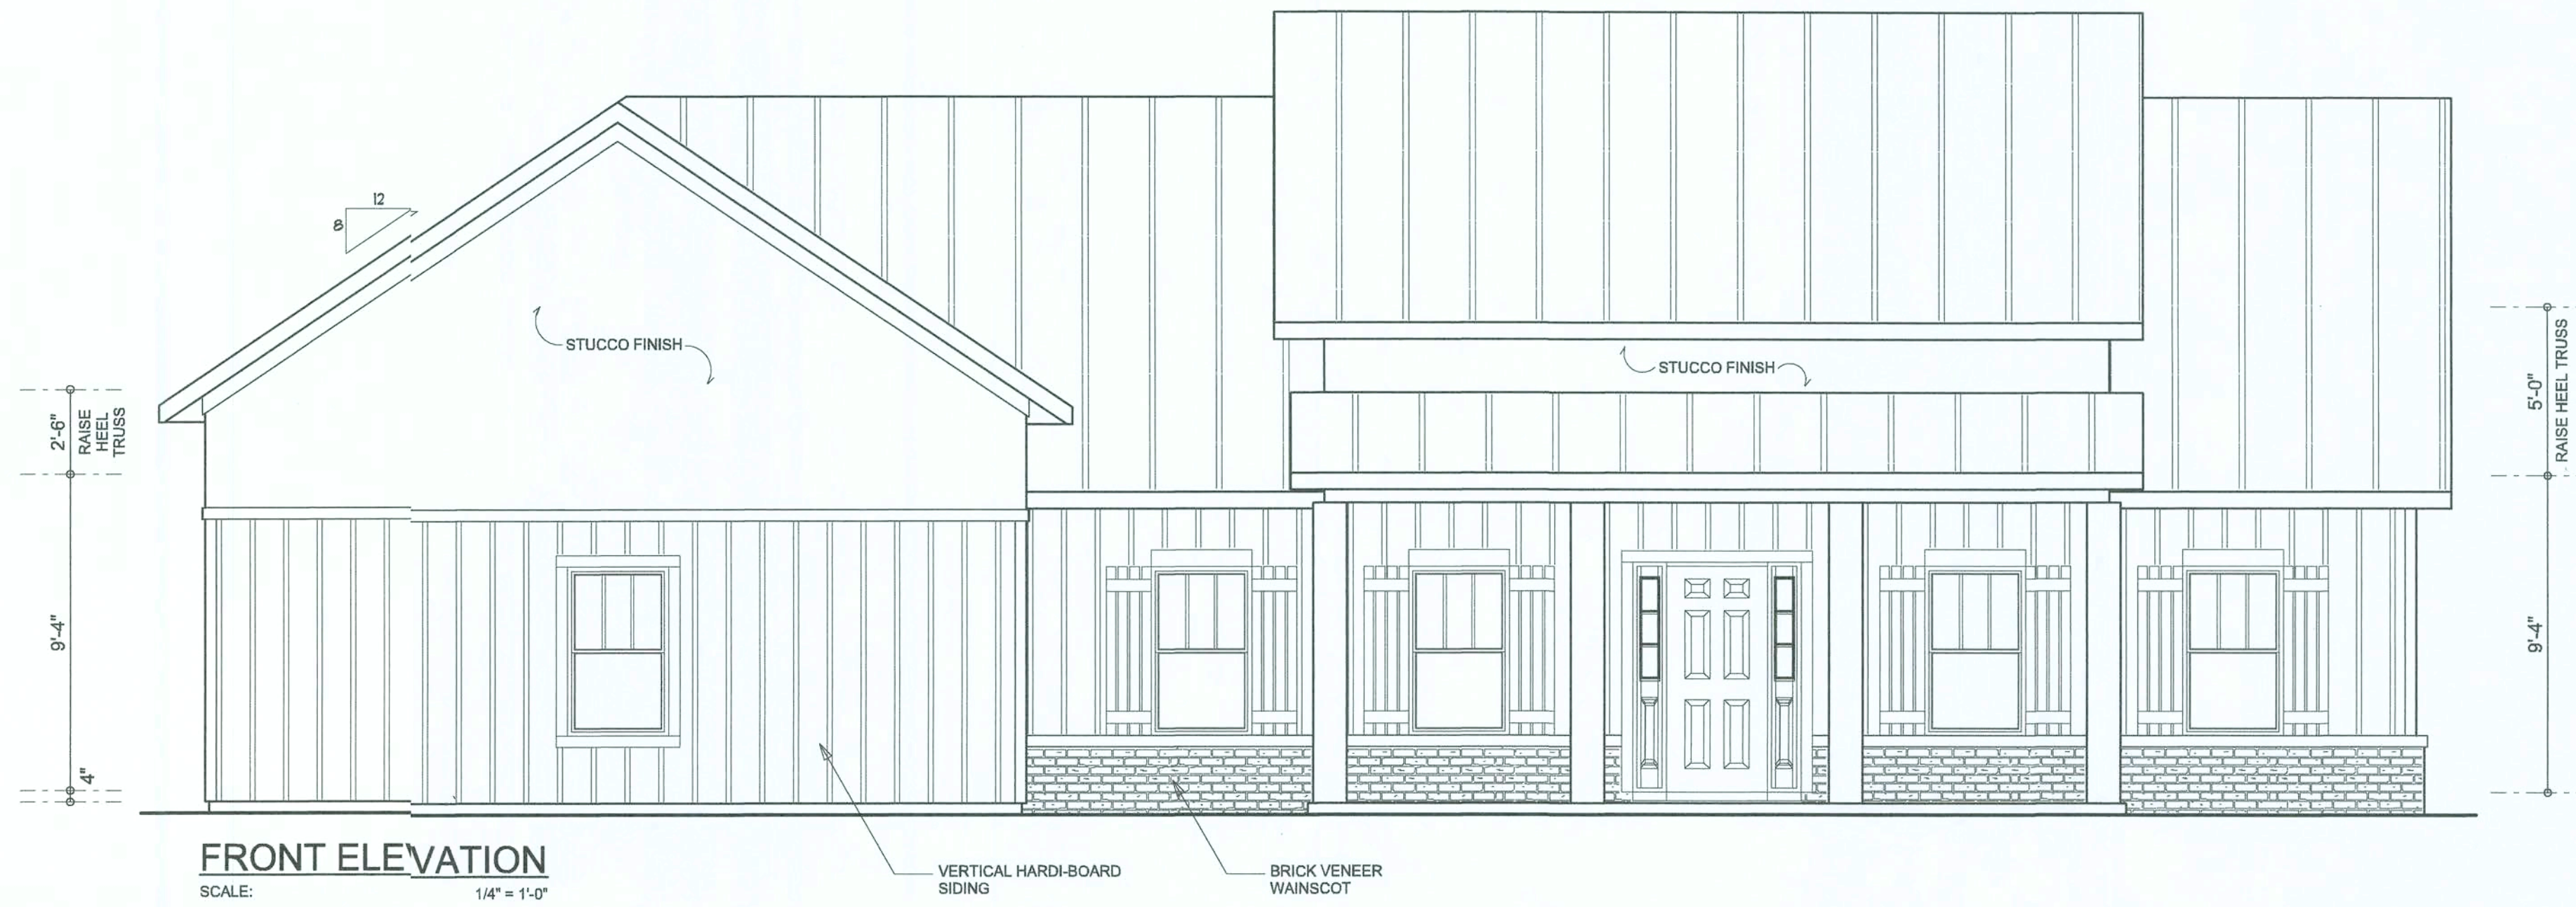 12
8
STUCCO FINISH
STUCCO FINISH
2'-6"
RAISE
HEEL
TRUSS
9'-4"
4"
5'-0"
RAISE HEEL TRUSS
9'-4"
FRONT ELEVATION
SCALE: 1/4" = 1'-0"
VERTICAL HARDI-BOARD
SIDING
BRICK VENEER
WAINSCOT